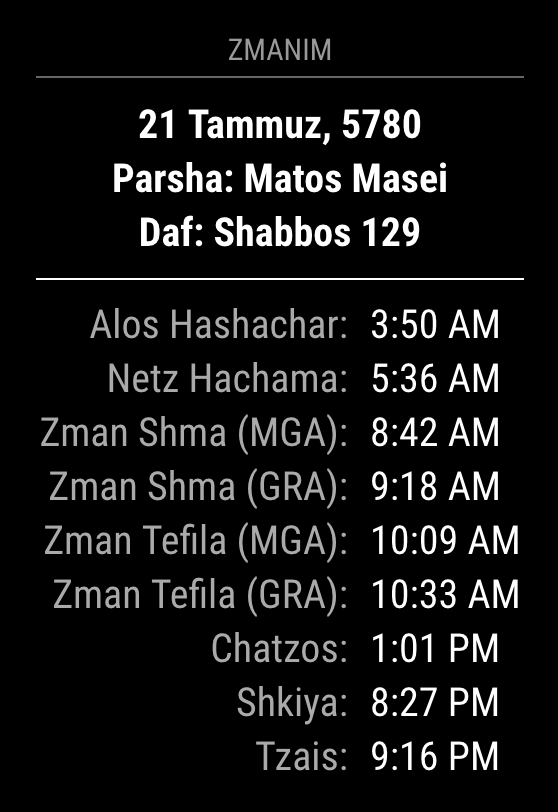 ZMANIM
21 Tammuz, 5780
Parsha: Matos Masei
Daf: Shabbos 129
Alos Hashachar: 3:50 AM
Netz Hachama: 5:36 AM
Zman Shma (MGA): 8:42 AM
Zman Shma (GRA): 9:18 AM
Zman Tefila (MGA): 10:09 AM
Zman Tefila (GRA): 10:33 AM
Chatzos: 1:01 PM
Shkiya: 8:27 PM
Tzais: 9:16 PM